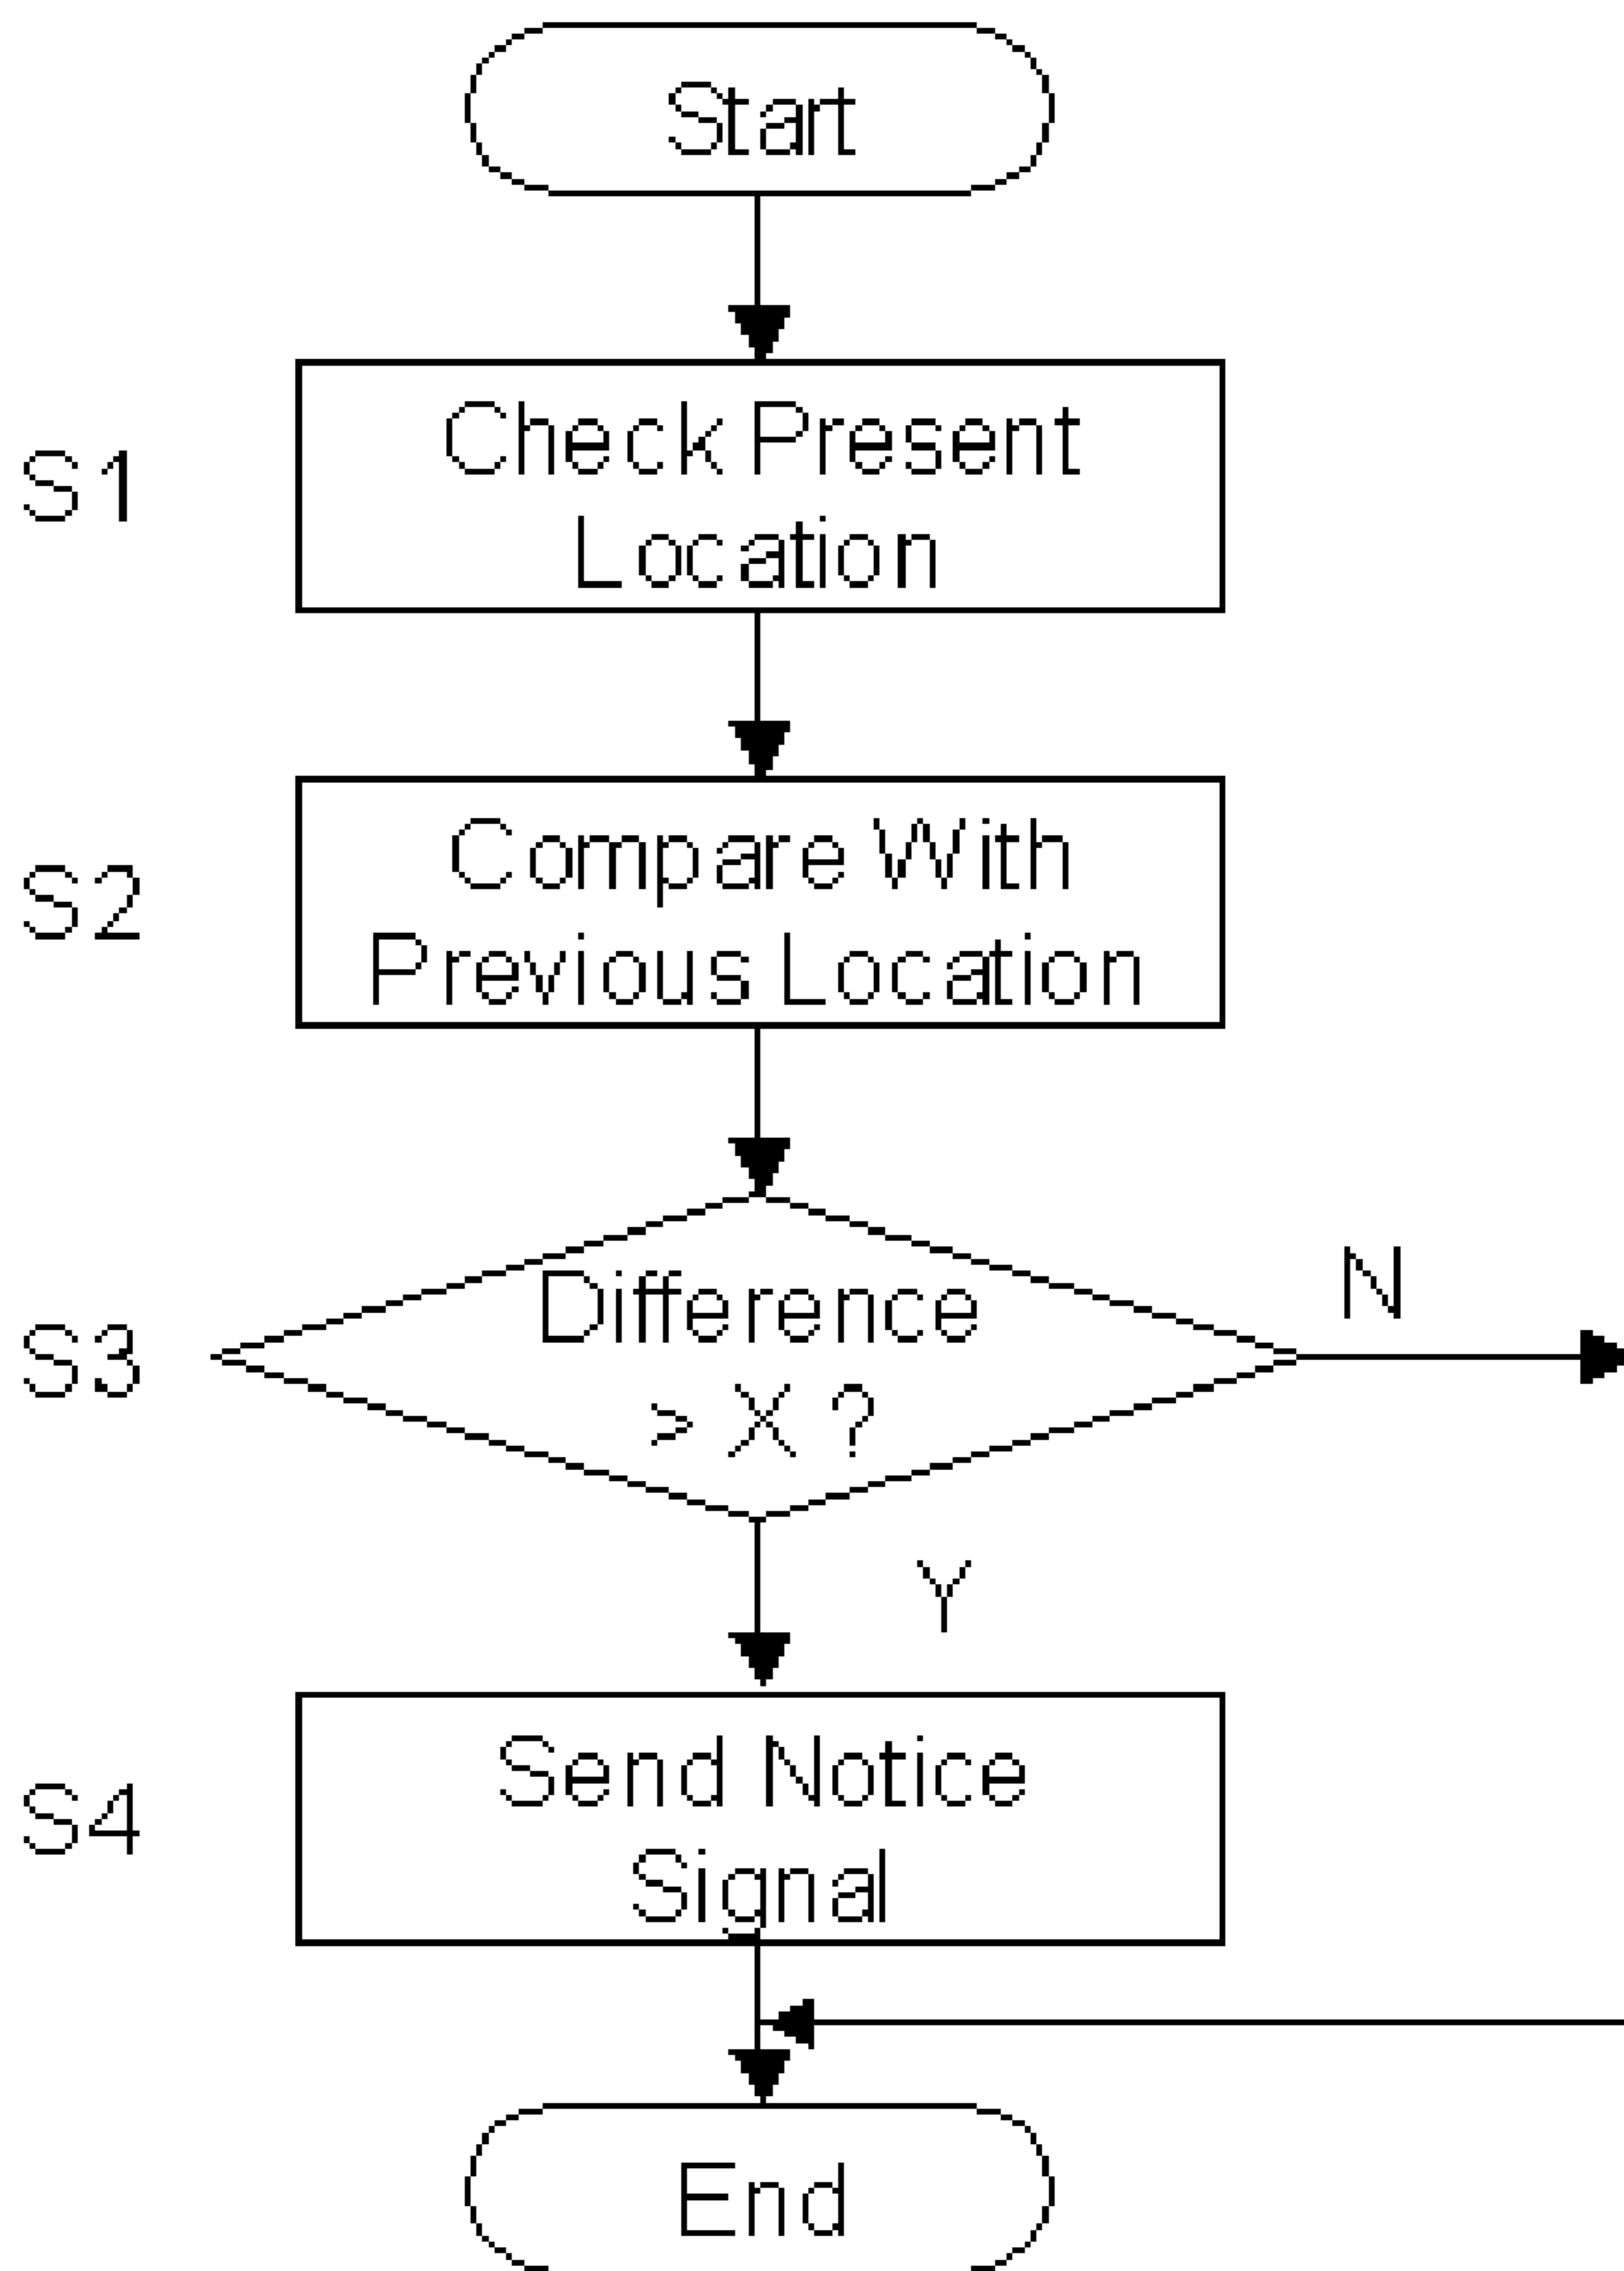 Start
S1
Check Present
Location
S2
Compare With
Previous Location
S3
Difference
> X ?
N
Y
S4
Send Notice
Signal
End